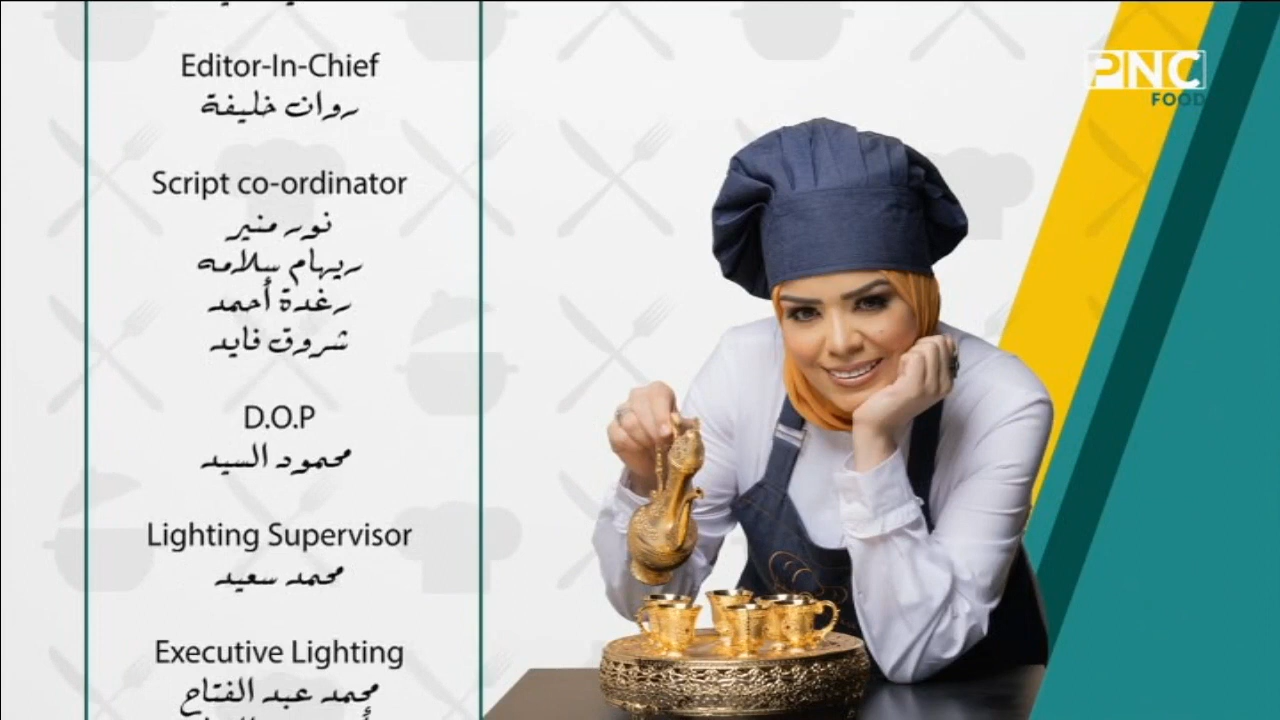 Editor-In-Chief
روان خليفة
Script co-ordinator
نور منير
ريهام سلامه
رغدة أحمد
شروق فايد
D.O.P
محمود السيد
Lighting Supervisor
محمد سعيد
Executive Lighting
محمد عبد الفتاح
PNC
FOOD